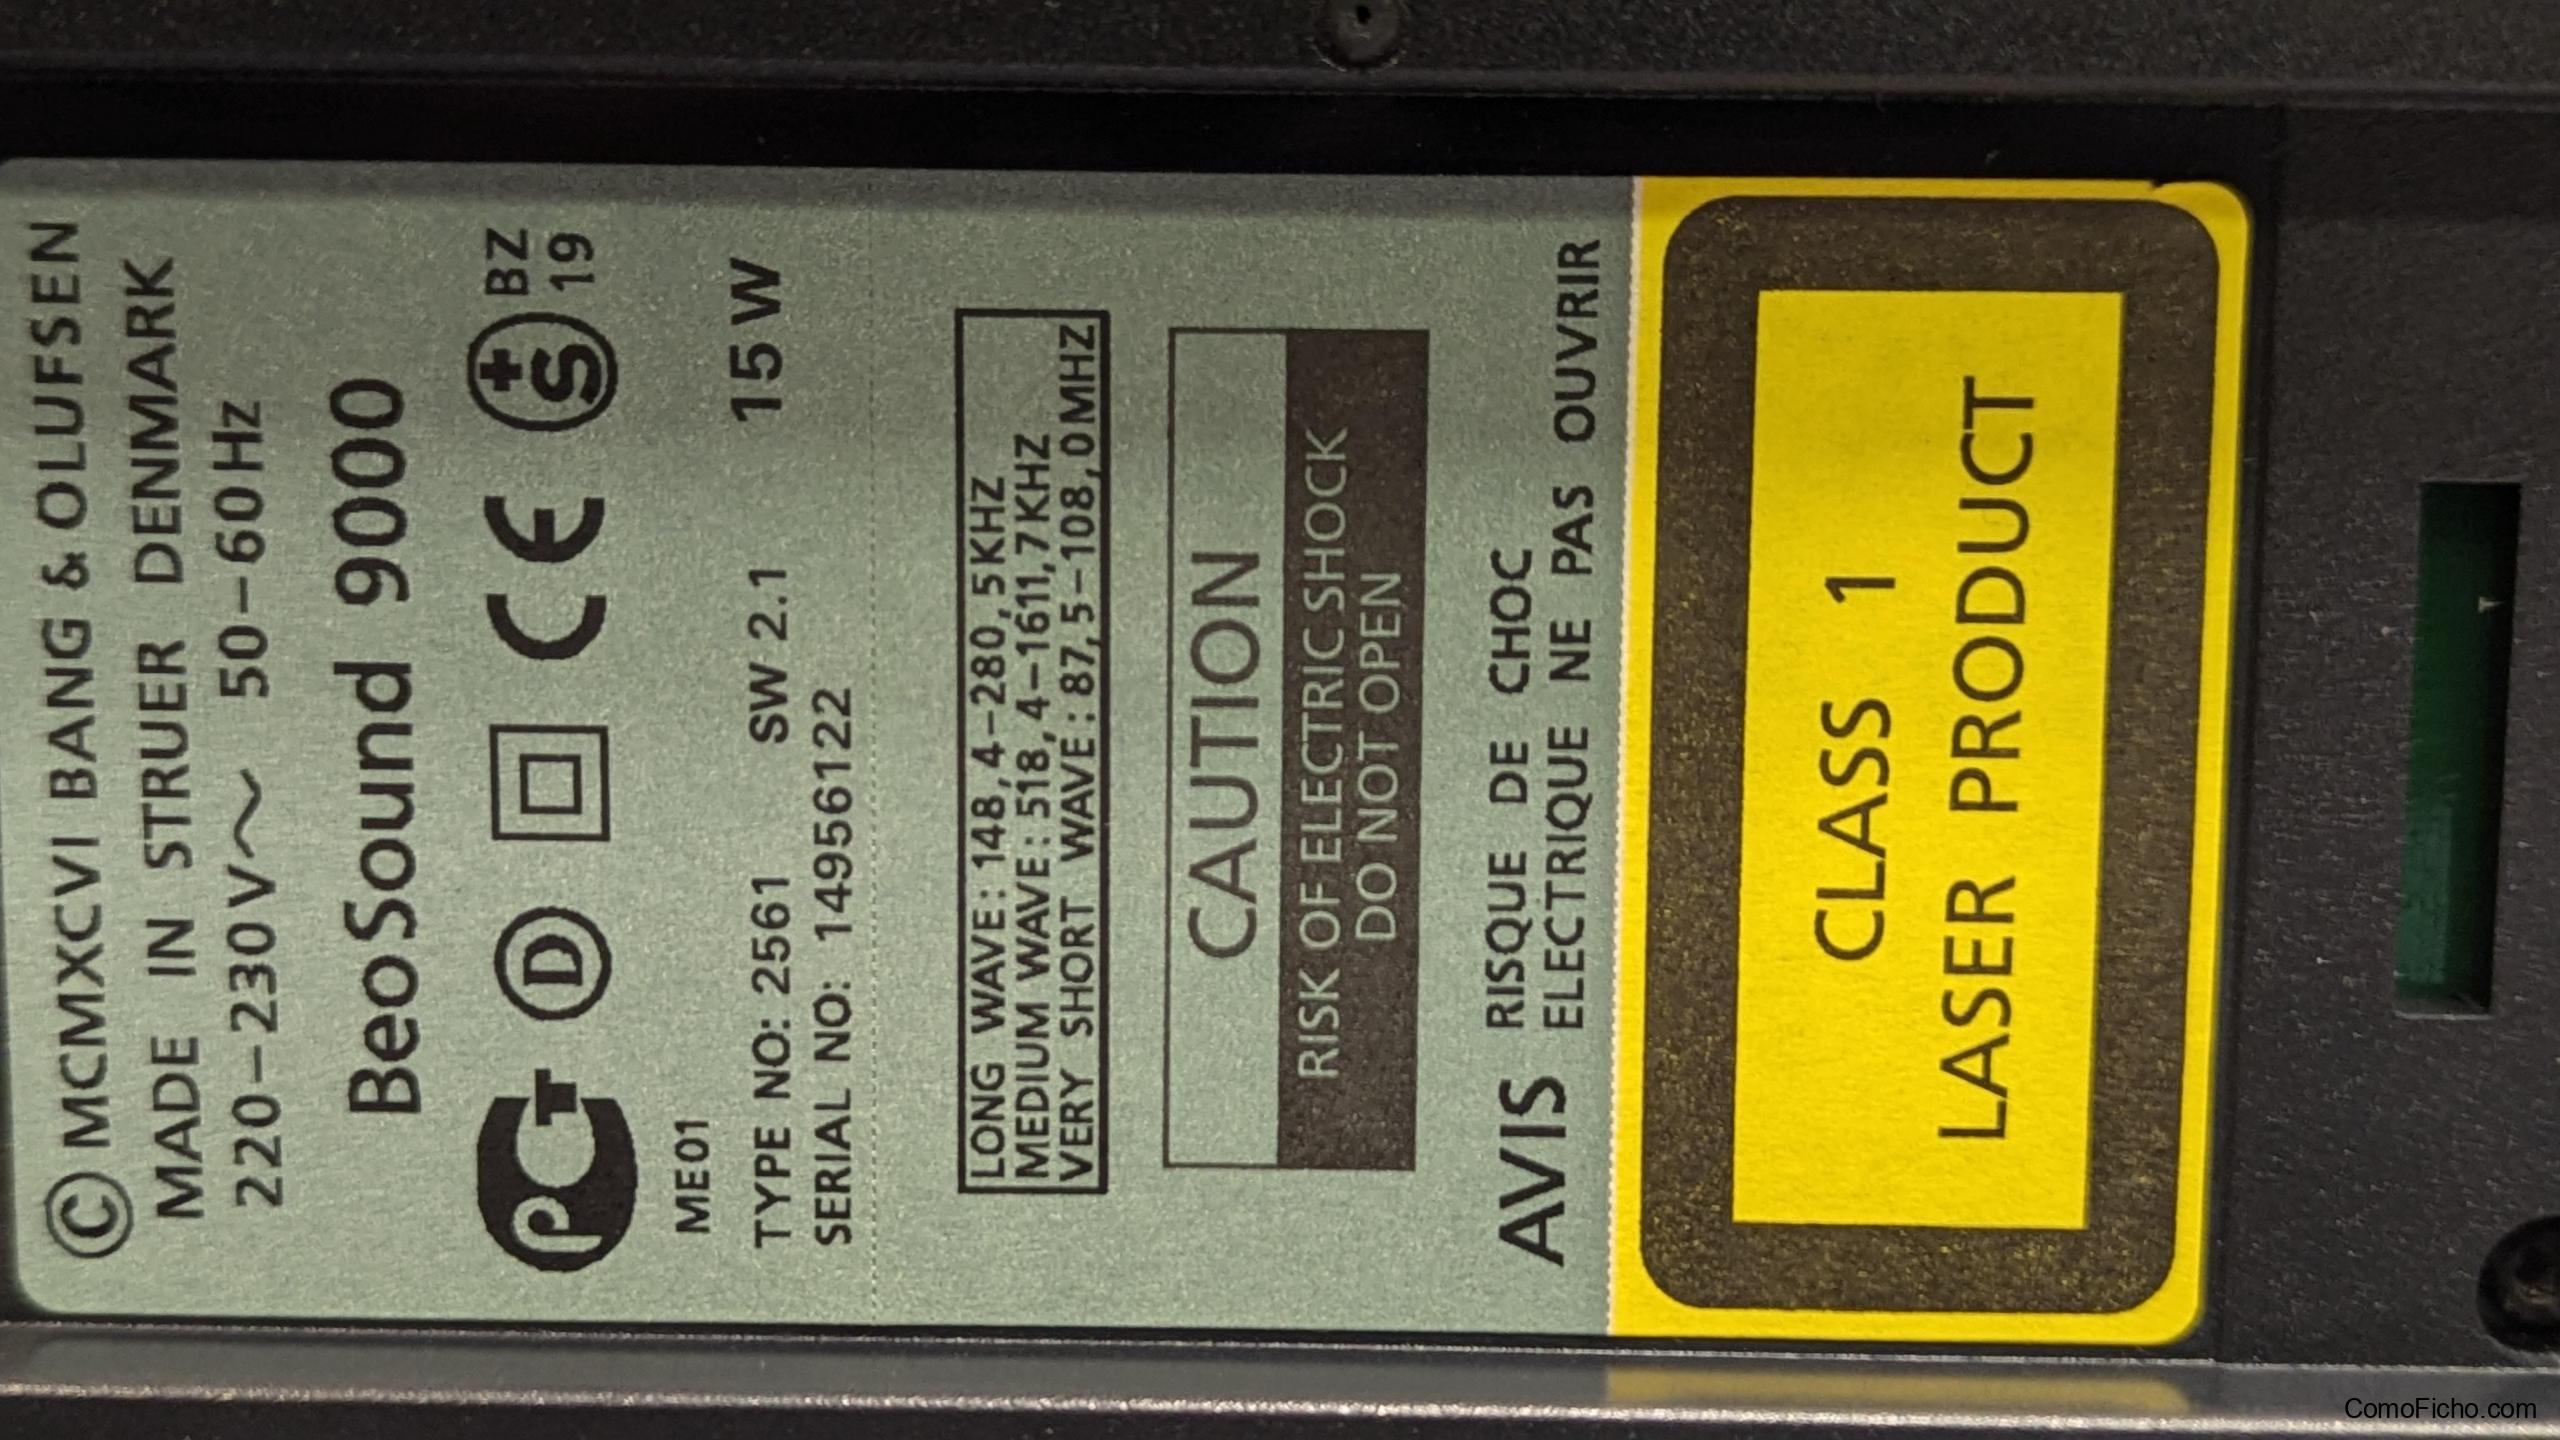 © MCMXCVI BANG & OLUFSEN
MADE IN STRUER DENMARK
220–230V~ 50–60Hz
BeoSound 9000
PCT D CE +S BZ
19
ME01
15W
TYPE NO: 2561 SW 2.1
SERIAL NO: 14956122
LONG WAVE: 148,4–280,5KHZ
MEDIUM WAVE: 518,4–1611,7KHZ
VERY SHORT WAVE: 87,5–108,0MHZ
CAUTION
RISK OF ELECTRIC SHOCK
DO NOT OPEN
AVIS RISQUE DE CHOC
ELECTRIQUE NE PAS OUVRIR
CLASS 1
LASER PRODUCT
ComoFicho.com